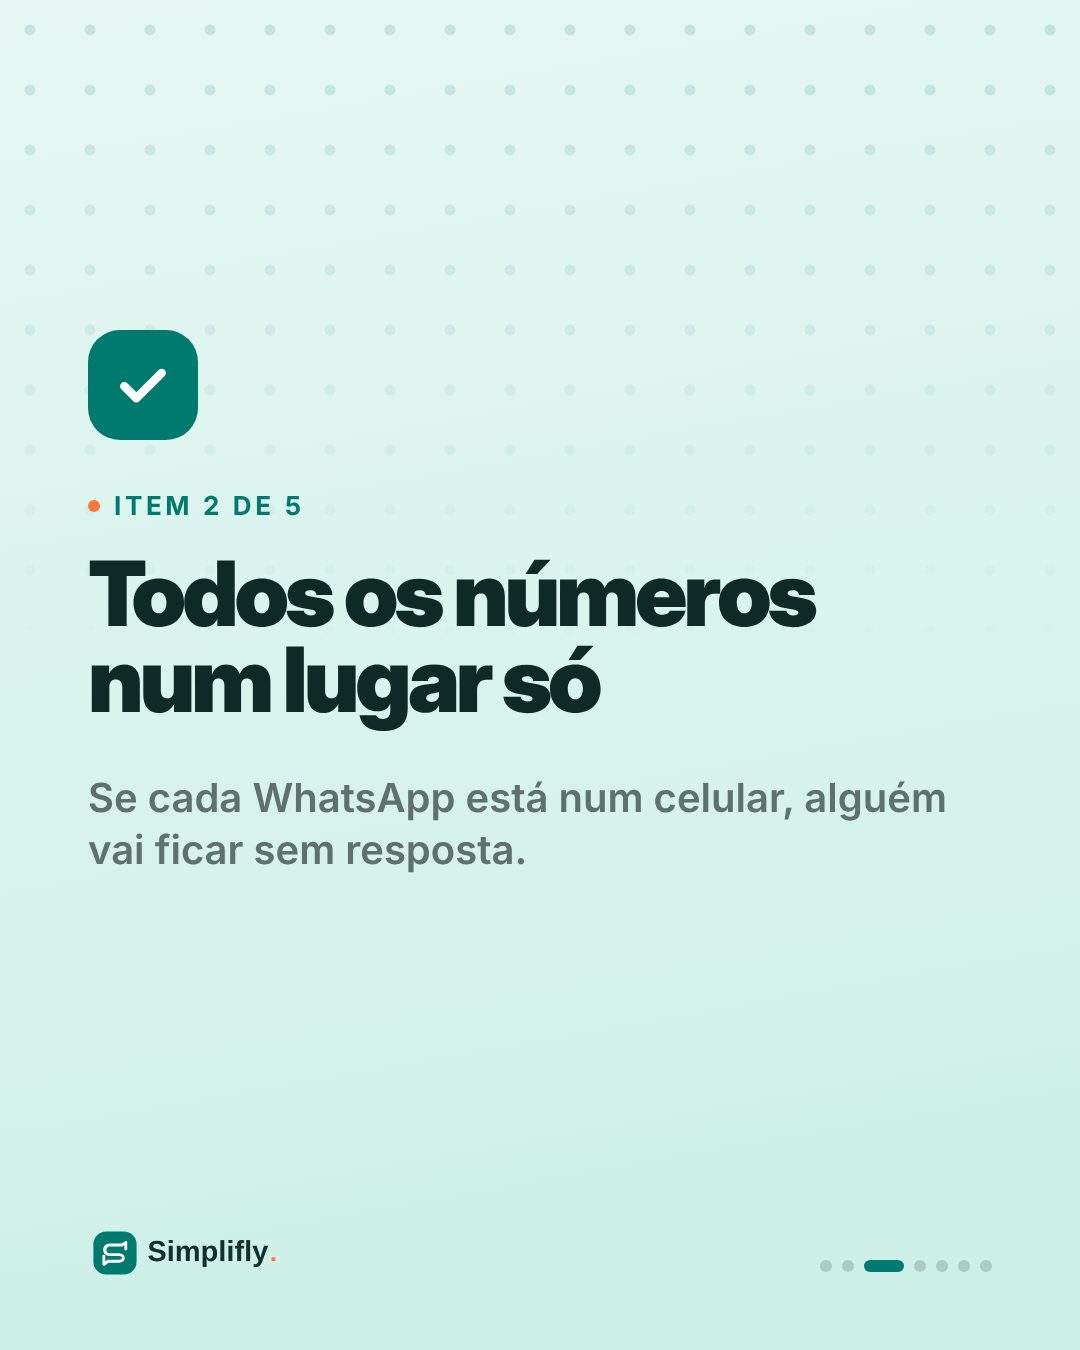 ITEM 2 DE 5
Todos os números
num lugar só
Se cada WhatsApp está num celular, alguém
vai ficar sem resposta.
Simplifly.